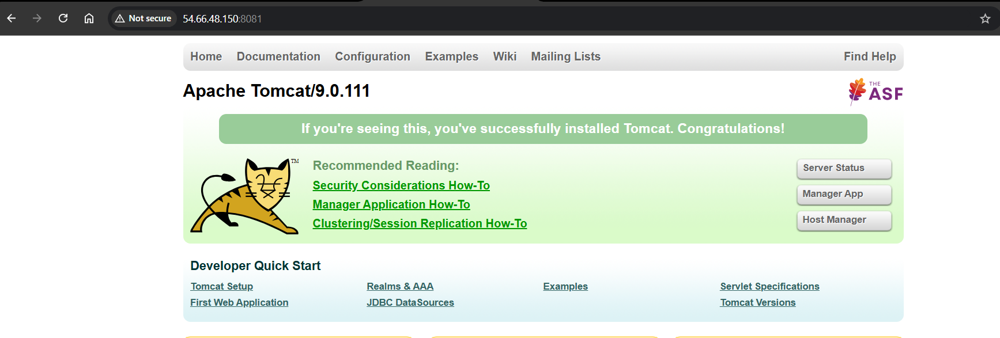 Not secure 54.66.48.150:8081
Home Documentation Configuration Examples Wiki Mailing Lists Find Help
Apache Tomcat/9.0.111
THE
ASF
If you're seeing this, you've successfully installed Tomcat. Congratulations!
TM
Recommended Reading:
Security Considerations How-To
Manager Application How-To
Clustering/Session Replication How-To
Server Status
Manager App
Host Manager
Developer Quick Start
Tomcat Setup
First Web Application
Realms & AAA
JDBC DataSources
Examples
Servlet Specifications
Tomcat Versions